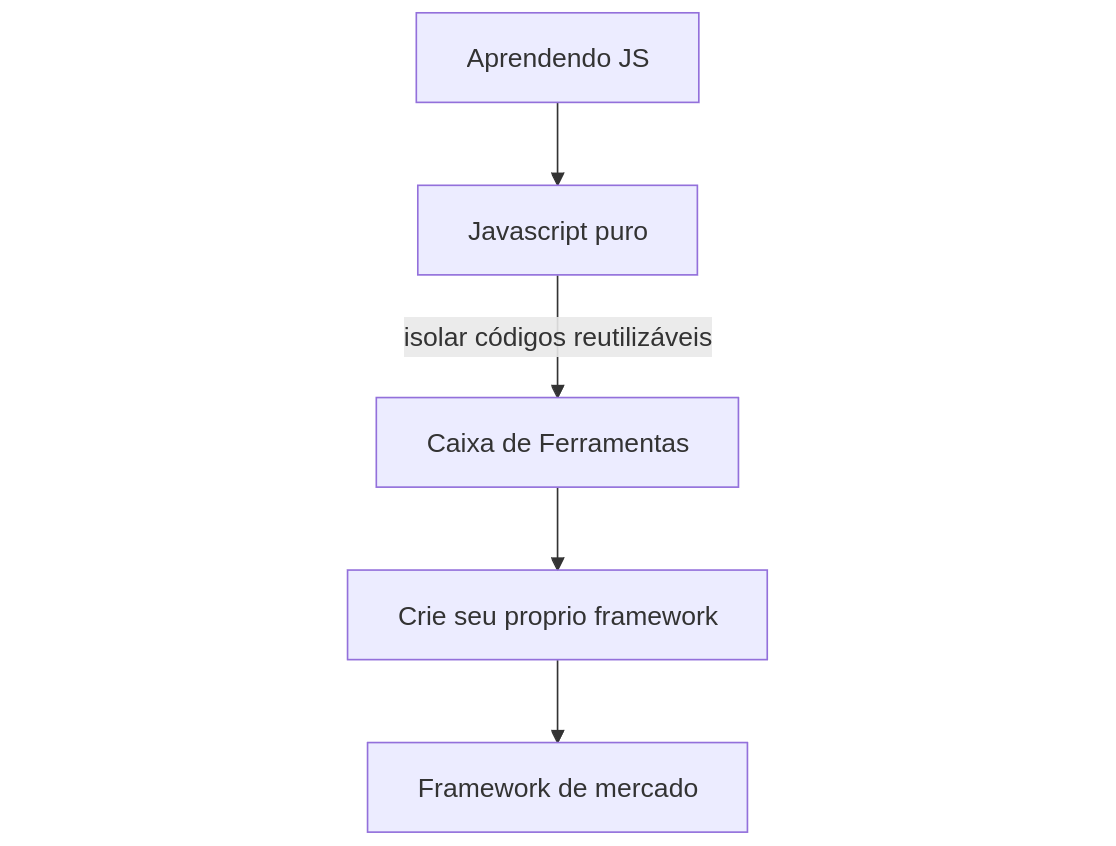 Aprendendo JS
Javascript puro
isolar códigos reutilizáveis
Caixa de Ferramentas
Crie seu proprio framework
Framework de mercado